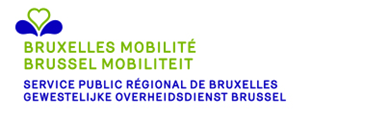 BRUXELLES MOBILITÉ
BRUSSEL MOBILITEIT
SERVICE PUBLIC RÉGIONAL DE BRUXELLES
GEWESTELIJKE OVERHEIDSDIENST BRUSSEL